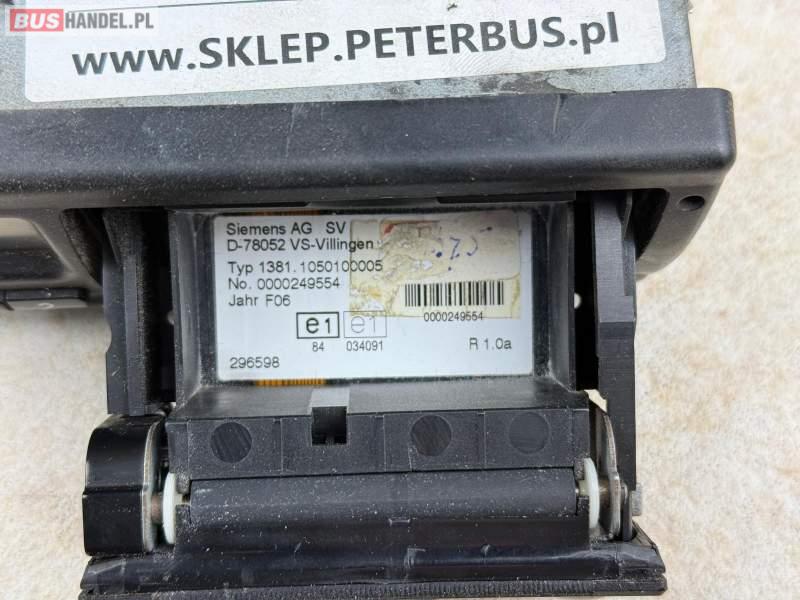 BUSHANDEL.PL
www.SKLEP.PETERBUS.pl
Siemens AG SV
D-78052 VS-Villingen
Typ 1381.1050100005
No. 0000249554
Jahr F06
0000249554
e1 e1
84 034091 R 1.0a
296598